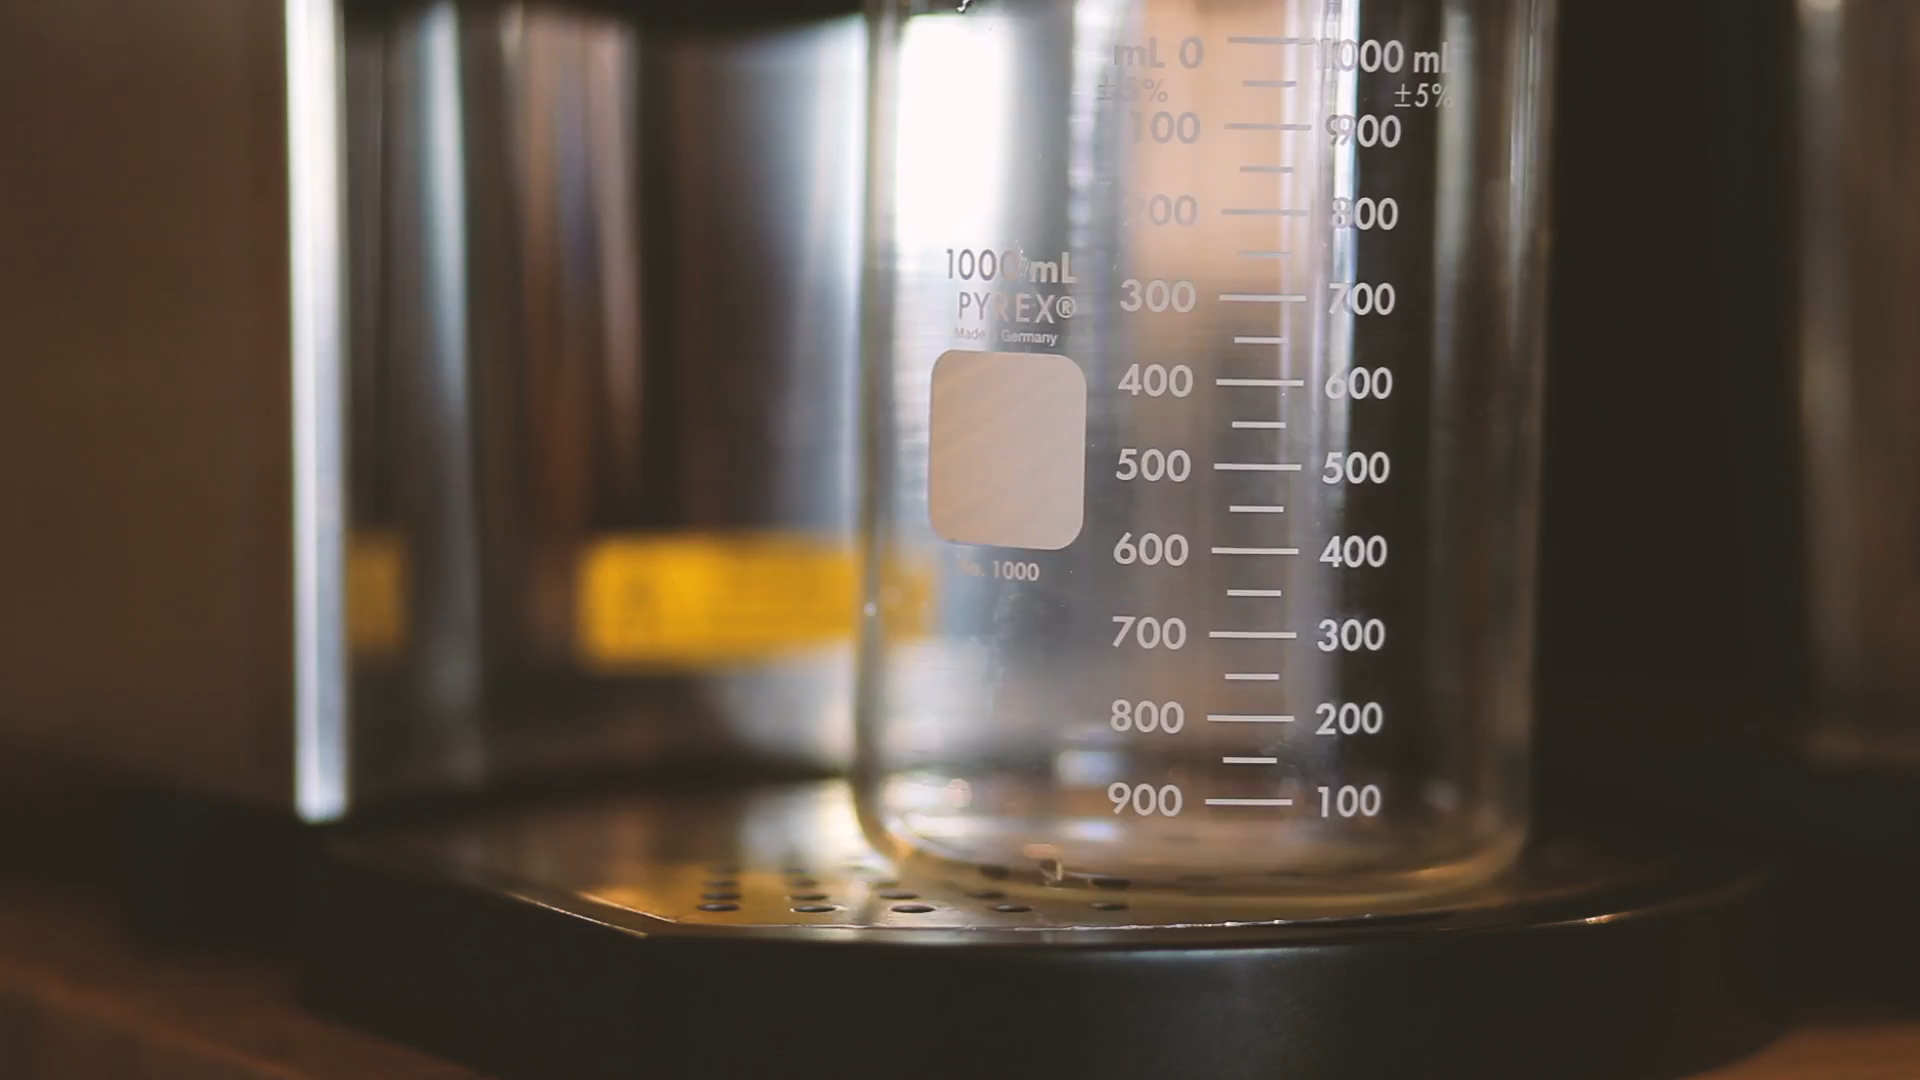 mL 0 1000 mL
±5% ±5%
100 900
200 800
300 700
400 600
500 500
600 400
700 300
800 200
900 100
1000 mL
PYREX®
Made Germany
No. 1000